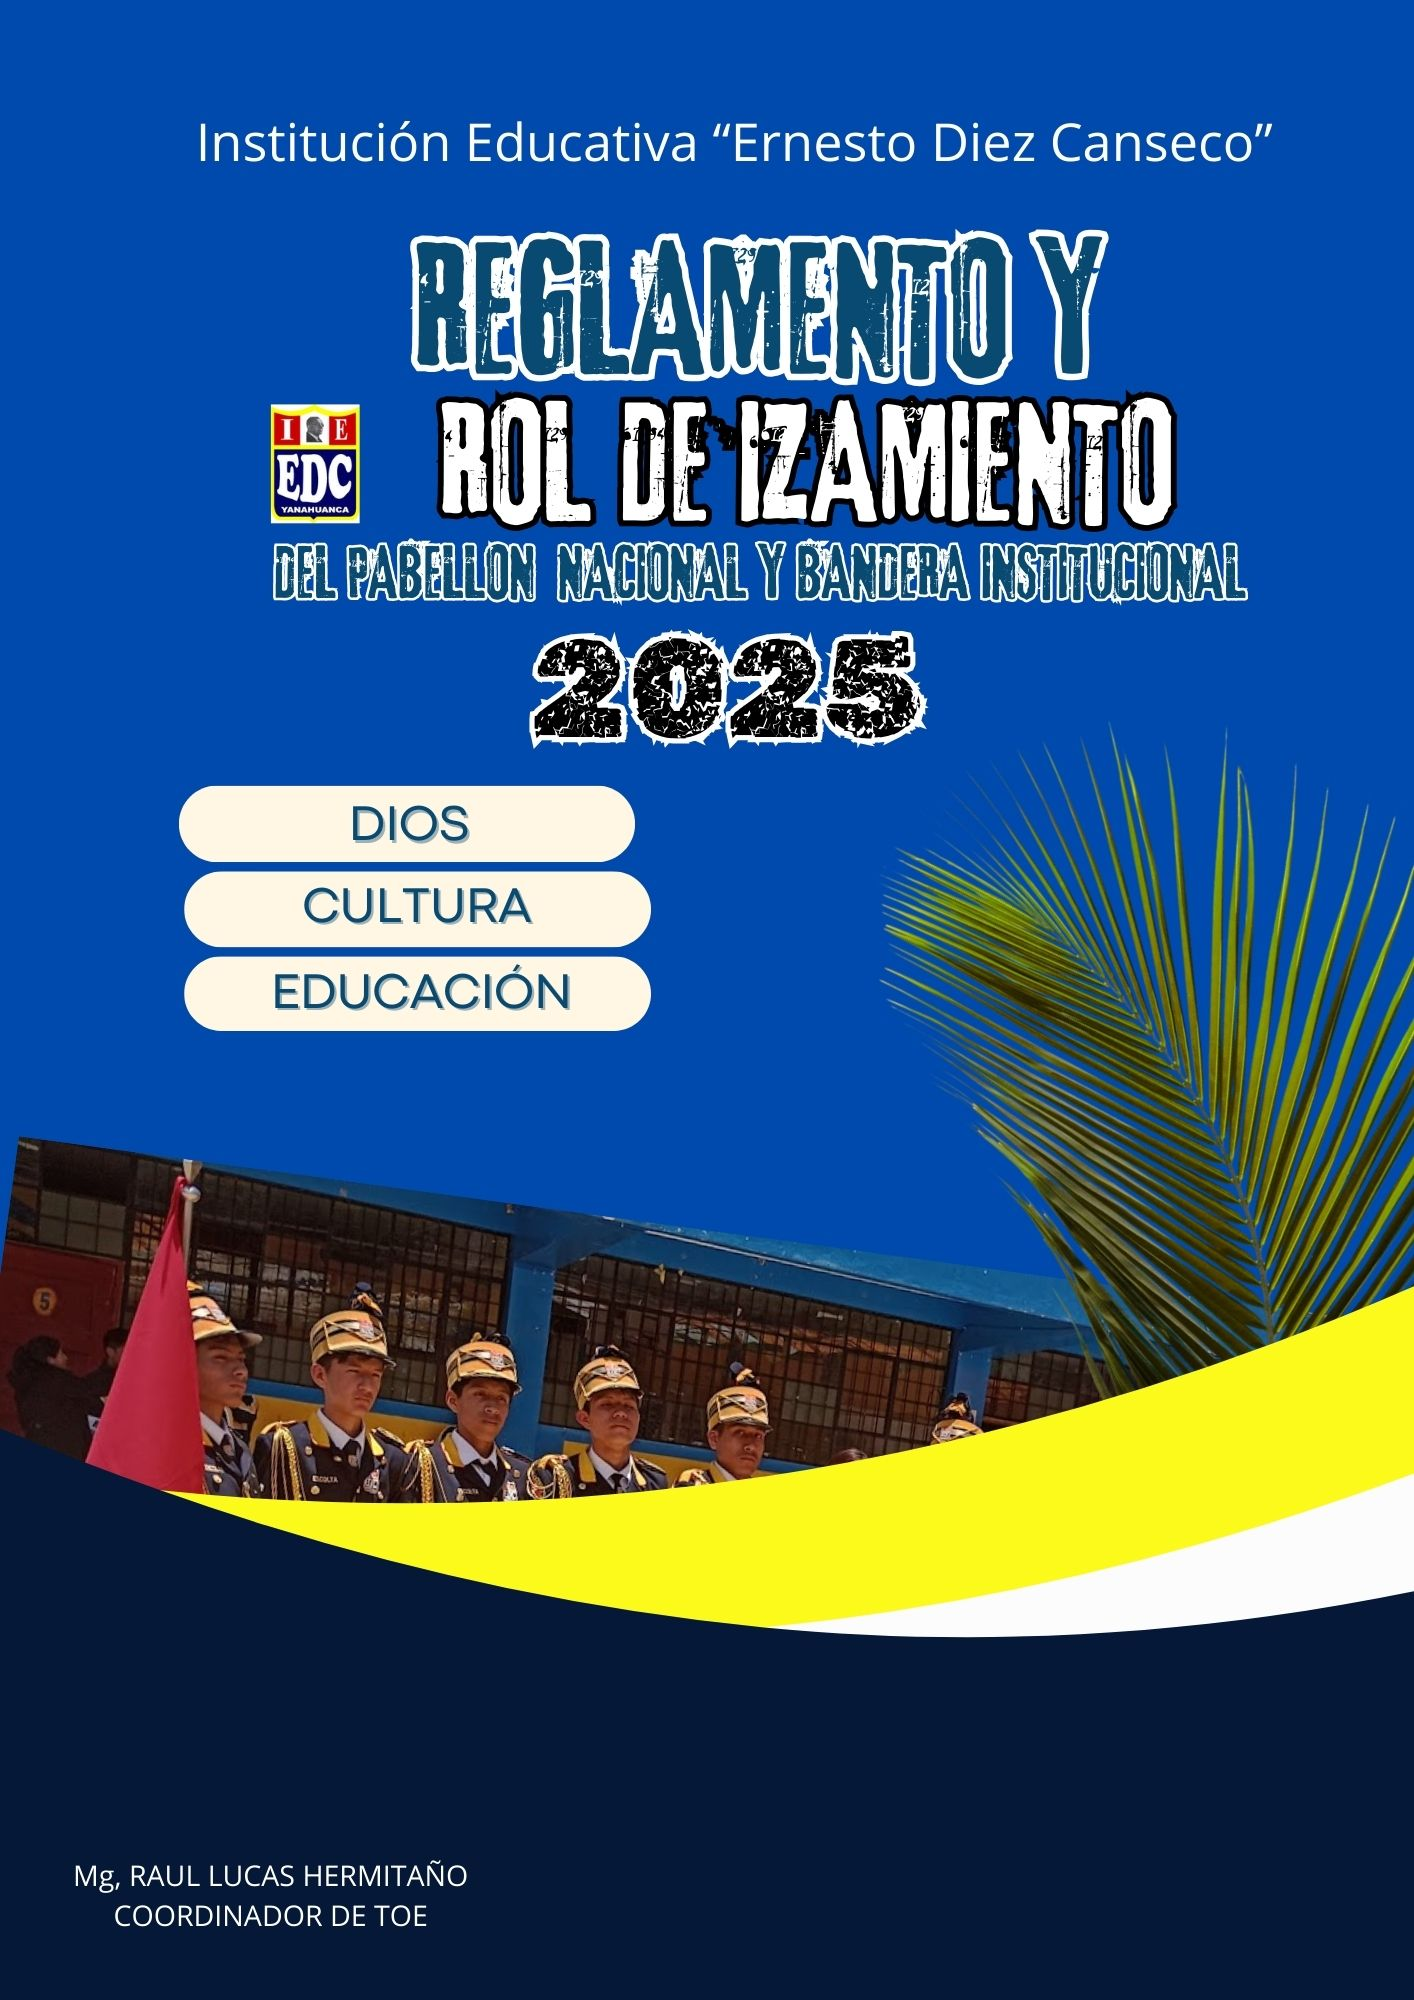 Institución Educativa “Ernesto Diez Canseco”
REGLAMENTO Y
ROL DE IZAMIENTO
I E
EDC
YANAHUANCA
DEL PABELLON NACIONAL Y BANDERA INSTITUCIONAL
2025
DIOS
CULTURA
EDUCACIÓN
5
ESCOLTA
ESCOLTA
Mg, RAUL LUCAS HERMITAÑO
COORDINADOR DE TOE